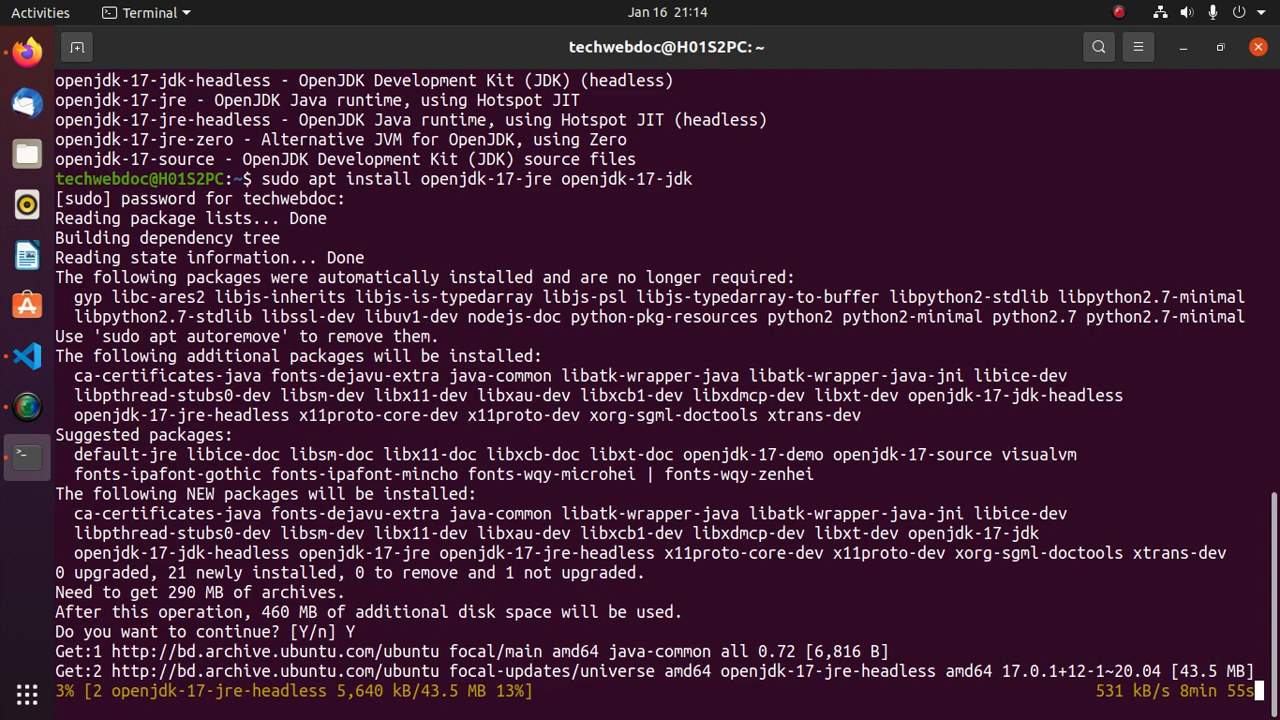 Activities
Terminal
Jan 16 21:14
techwebdoc@H01S2PC: ~
openjdk-17-jdk-headless - OpenJDK Development Kit (JDK) (headless)
openjdk-17-jre - OpenJDK Java runtime, using Hotspot JIT
openjdk-17-jre-headless - OpenJDK Java runtime, using Hotspot JIT (headless)
openjdk-17-jre-zero - Alternative JVM for OpenJDK, using Zero
openjdk-17-source - OpenJDK Development Kit (JDK) source files
techwebdoc@H01S2PC:~$ sudo apt install openjdk-17-jre openjdk-17-jdk
[sudo] password for techwebdoc:
Reading package lists... Done
Building dependency tree
Reading state information... Done
The following packages were automatically installed and are no longer required:
  gyp libc-ares2 libjs-inherits libjs-is-typedarray libjs-psl libjs-typedarray-to-buffer libpython2-stdlib libpython2.7-minimal
  libpython2.7-stdlib libssl-dev libuv1-dev nodejs-doc python-pkg-resources python2 python2-minimal python2.7 python2.7-minimal
Use 'sudo apt autoremove' to remove them.
The following additional packages will be installed:
  ca-certificates-java fonts-dejavu-extra java-common libatk-wrapper-java libatk-wrapper-java-jni libice-dev
  libpthread-stubs0-dev libsm-dev libx11-dev libxau-dev libxcb1-dev libxdmcp-dev libxt-dev openjdk-17-jdk-headless
  openjdk-17-jre-headless x11proto-core-dev x11proto-dev xorg-sgml-doctools xtrans-dev
Suggested packages:
  default-jre libice-doc libsm-doc libx11-doc libxcb-doc libxt-doc openjdk-17-demo openjdk-17-source visualvm
  fonts-ipafont-gothic fonts-ipafont-mincho fonts-wqy-microhei | fonts-wqy-zenhei
The following NEW packages will be installed:
  ca-certificates-java fonts-dejavu-extra java-common libatk-wrapper-java libatk-wrapper-java-jni libice-dev
  libpthread-stubs0-dev libsm-dev libx11-dev libxau-dev libxcb1-dev libxdmcp-dev libxt-dev openjdk-17-jdk
  openjdk-17-jdk-headless openjdk-17-jre openjdk-17-jre-headless x11proto-core-dev x11proto-dev xorg-sgml-doctools xtrans-dev
0 upgraded, 21 newly installed, 0 to remove and 1 not upgraded.
Need to get 290 MB of archives.
After this operation, 460 MB of additional disk space will be used.
Do you want to continue? [Y/n] Y
Get:1 http://bd.archive.ubuntu.com/ubuntu focal/main amd64 java-common all 0.72 [6,816 B]
Get:2 http://bd.archive.ubuntu.com/ubuntu focal-updates/universe amd64 openjdk-17-jre-headless amd64 17.0.1+12-1~20.04 [43.5 MB]
3% [2 openjdk-17-jre-headless 5,640 kB/43.5 MB 13%] 531 kB/s 8min 55s